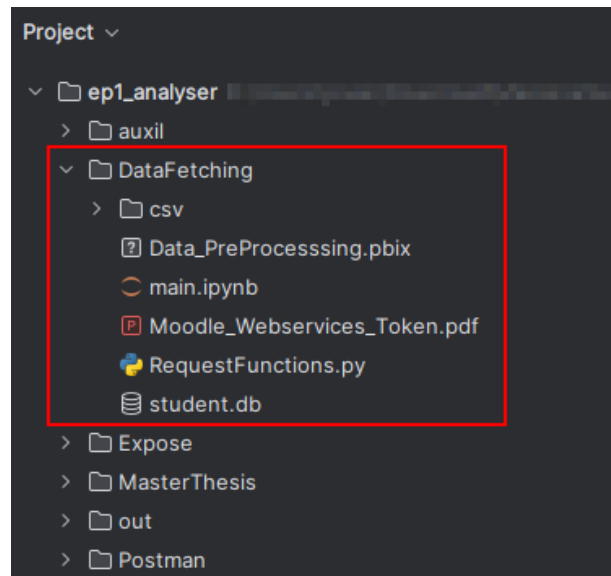 Project
ep1_analyser
auxil
DataFetching
csv
Data_PreProcesssing.pbix
main.ipynb
Moodle_Webservices_Token.pdf
RequestFunctions.py
student.db
Expose
MasterThesis
out
Postman